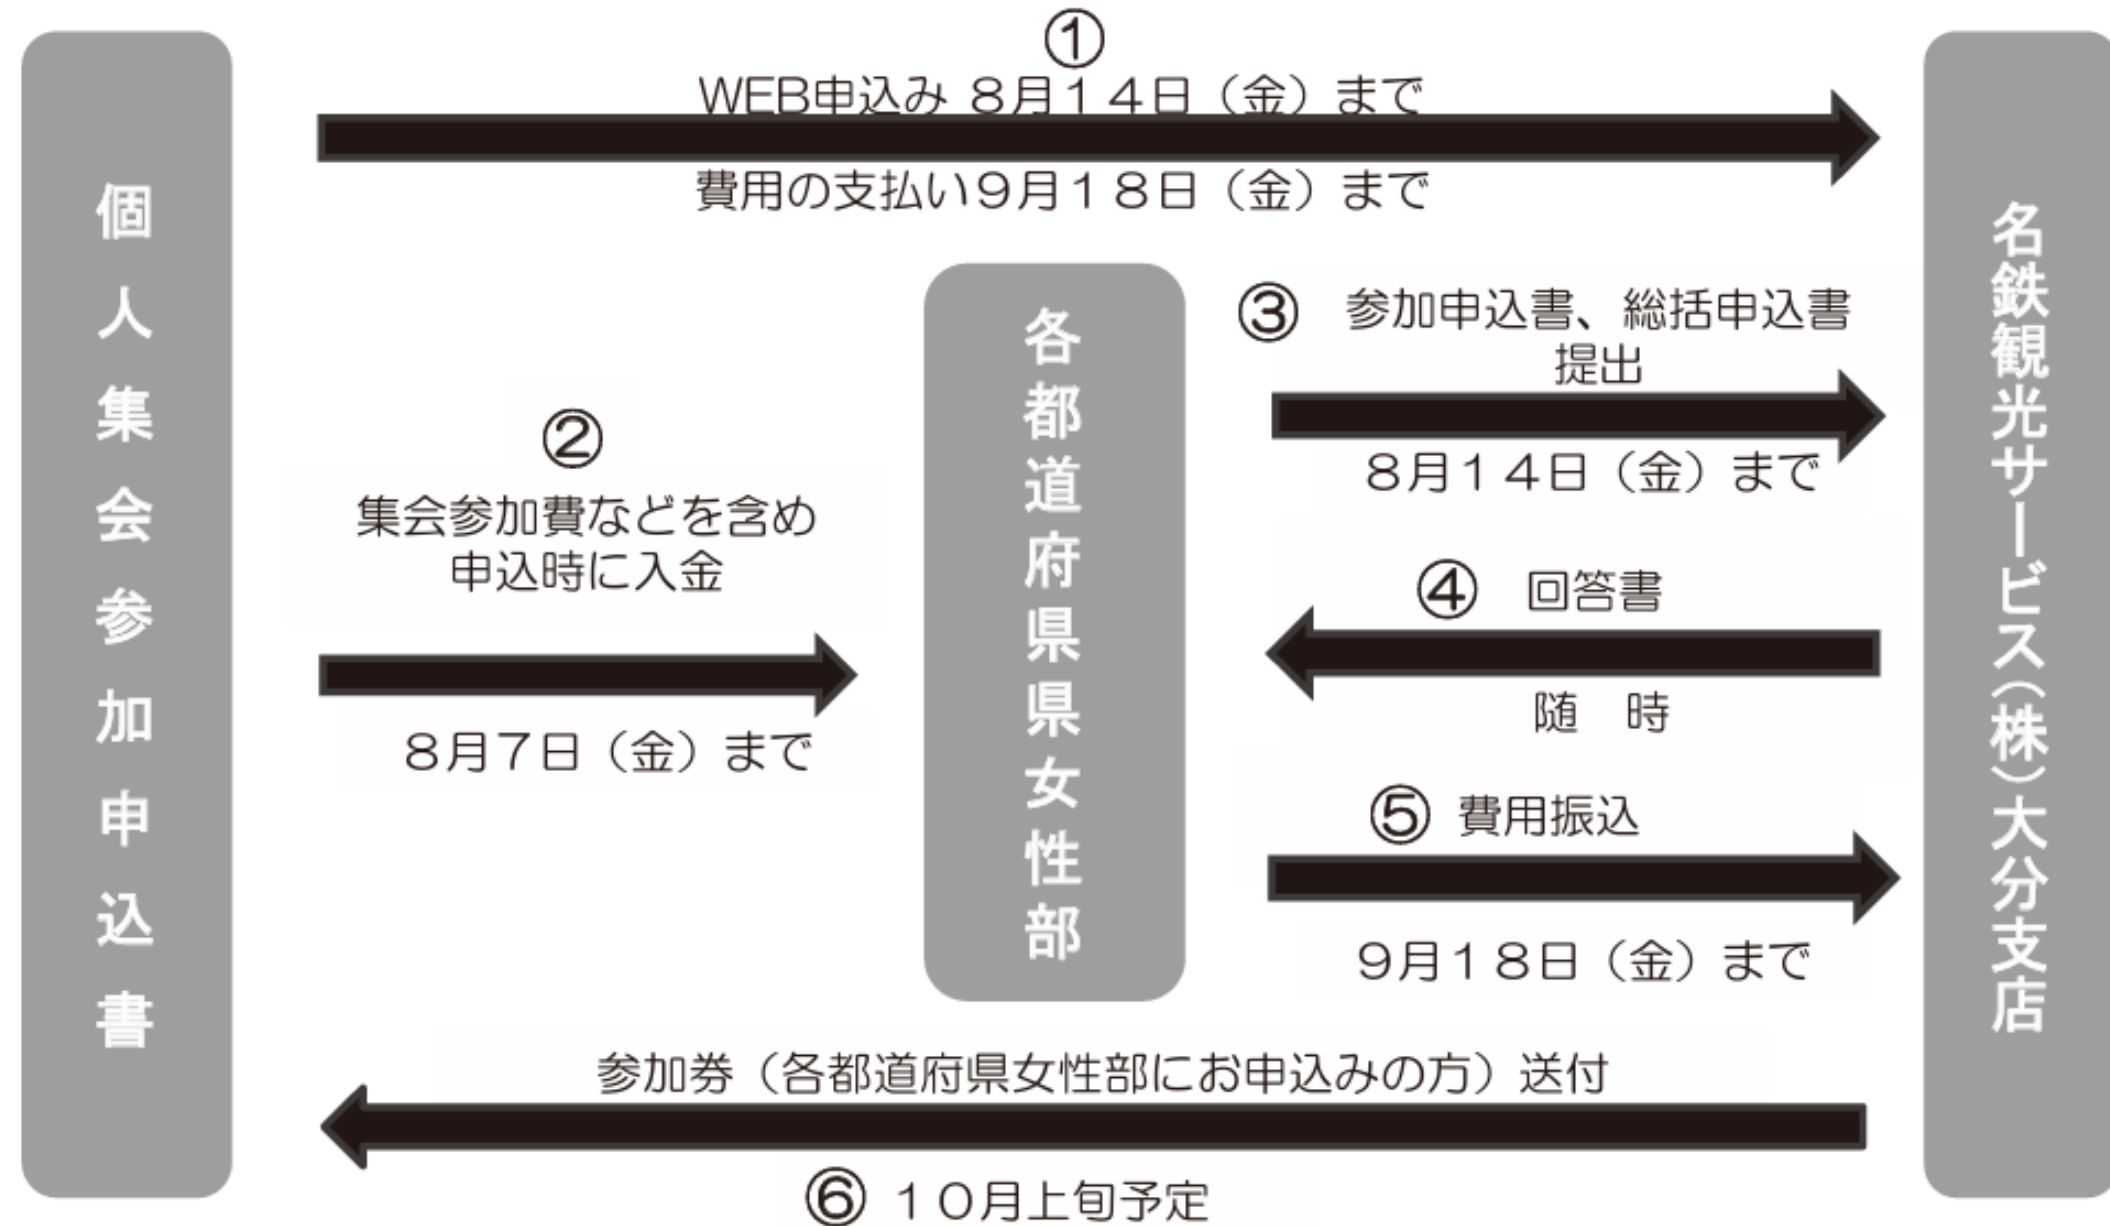 個人集会参加申込書
①
WEB申込み 8月14日（金）まで
費用の支払い9月18日（金）まで
②
集会参加費などを含め
申込時に入金
8月7日（金）まで
各都道府県県女性部
③ 参加申込書、総括申込書
提出
8月14日（金）まで
④ 回答書
随 時
⑤ 費用振込
9月18日（金）まで
参加券（各都道府県女性部にお申込みの方）送付
⑥ 10月上旬予定
名鉄観光サービス（株）大分支店